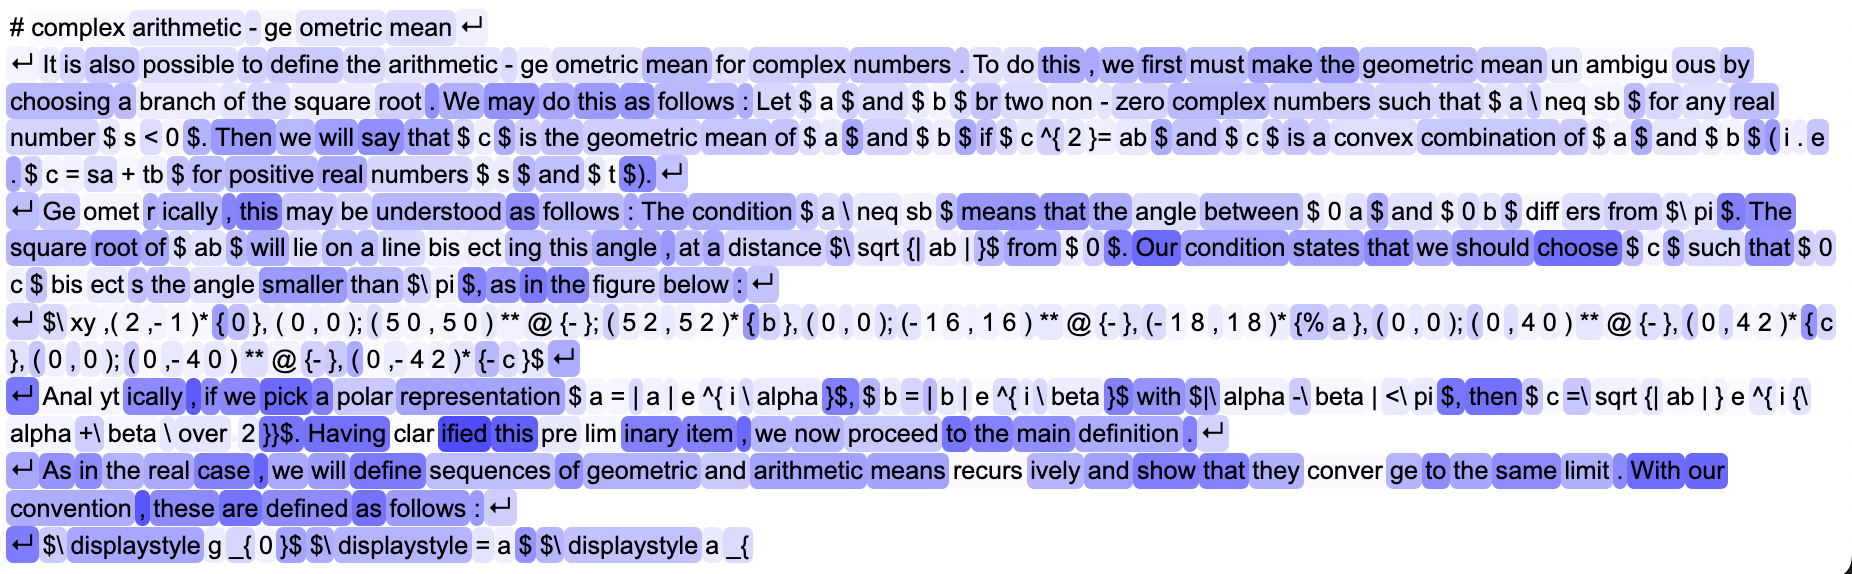 # complex arithmetic - ge ometric mean ↵
↵ It is also possible to define the arithmetic - ge ometric mean for complex numbers . To do this , we first must make the geometric mean un ambigu ous by
choosing a branch of the square root . We may do this as follows : Let $ a $ and $ b $ br two non - zero complex numbers such that $ a \ neq sb $ for any real
number $ s < 0 $. Then we will say that $ c $ is the geometric mean of $ a $ and $ b $ if $ c ^{ 2 }= ab $ and $ c $ is a convex combination of $ a $ and $ b $ ( i . e
. $ c = sa + tb $ for positive real numbers $ s $ and $ t $). ↵
↵ Ge omet r ically , this may be understood as follows : The condition $ a \ neq sb $ means that the angle between $ 0 a $ and $ 0 b $ diff ers from $\ pi $. The
square root of $ ab $ will lie on a line bis ect ing this angle , at a distance $\ sqrt {| ab | }$ from $ 0 $. Our condition states that we should choose $ c $ such that $ 0
c $ bis ect s the angle smaller than $\ pi $, as in the figure below : ↵
↵ $\ xy ,( 2 ,- 1 )* { 0 }, ( 0 , 0 ); ( 5 0 , 5 0 ) ** @ {- }; ( 5 2 , 5 2 )* { b }, ( 0 , 0 ); (- 1 6 , 1 6 ) ** @ {- }, (- 1 8 , 1 8 )* {% a }, ( 0 , 0 ); ( 0 , 4 0 ) ** @ {- }, ( 0 , 4 2 )* { c
}, ( 0 , 0 ); ( 0 ,- 4 0 ) ** @ {- }, ( 0 ,- 4 2 )* {- c }$ ↵
↵ Anal yt ically , if we pick a polar representation $ a = | a | e ^{ i \ alpha }$, $ b = | b | e ^{ i \ beta }$ with $|\ alpha -\ beta | <\ pi $, then $ c =\ sqrt {| ab | } e ^{ i {\
alpha +\ beta \ over 2 }}$. Having clar ified this pre lim inary item , we now proceed to the main definition . ↵
↵ As in the real case , we will define sequences of geometric and arithmetic means recurs ively and show that they conver ge to the same limit . With our
convention , these are defined as follows : ↵
↵ $\ displaystyle g _{ 0 }$ $\ displaystyle = a $ $\ displaystyle a _{